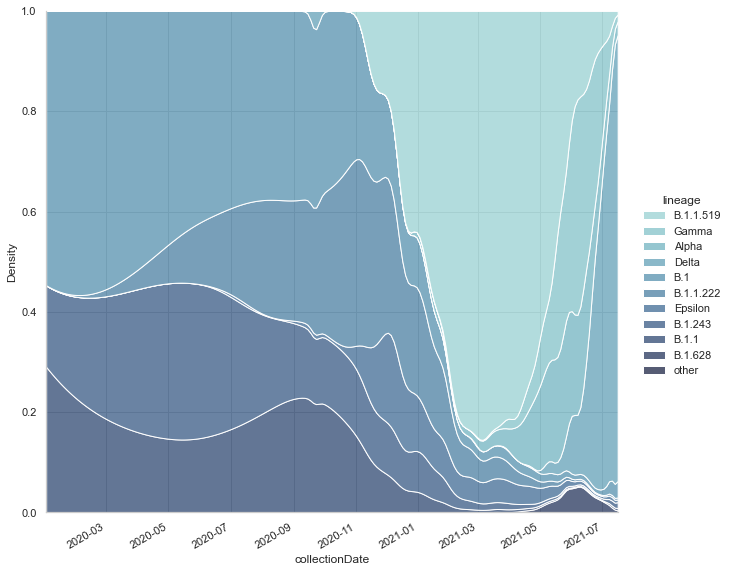 1.0
0.8
0.6
0.4
0.2
0.0
Density
2020-03
2020-05
2020-07
2020-09
2020-11
2021-01
2021-03
2021-05
2021-07
collectionDate
lineage
B.1.1.519
Gamma
Alpha
Delta
B.1
B.1.1.222
Epsilon
B.1.243
B.1.1
B.1.628
other